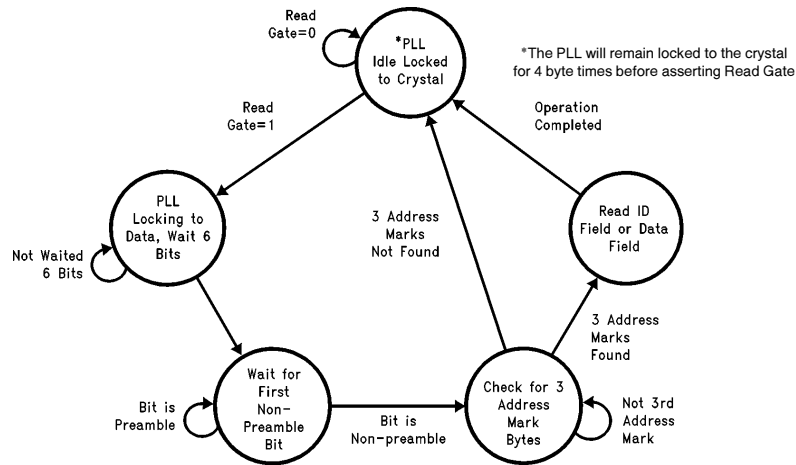 Read
Gate=0
*PLL
Idle Locked
to Crystal
*The PLL will remain locked to the crystal
for 4 byte times before asserting Read Gate
Read
Gate=1
Operation
Completed
PLL
Locking to
Data, Wait 6
Bits
3 Address
Marks
Not Found
Read ID
Field or Data
Field
Not Waited
6 Bits
3 Address
Marks
Found
Wait for
First
Non-
Preamble
Bit
Bit is
Preamble
Bit is
Non-preamble
Check for 3
Address
Mark
Bytes
Not 3rd
Address
Mark